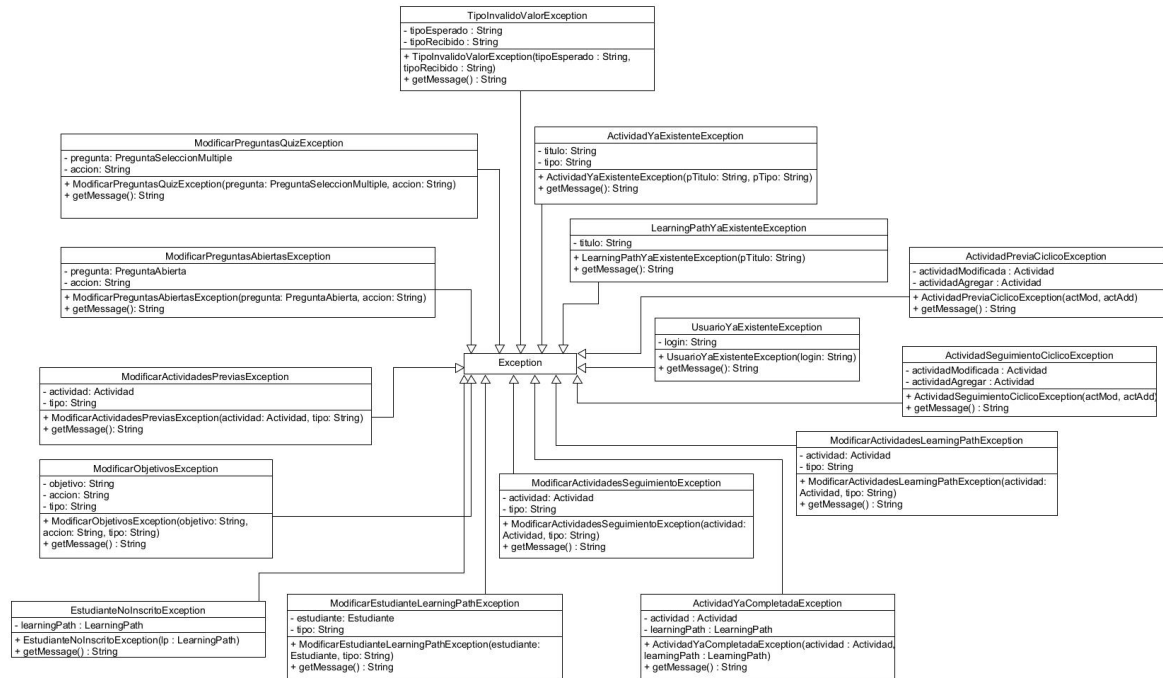 TipoInvalidoValorException
- tipoEsperado : String
- tipoRecibido : String
+ TipoInvalidoValorException(tipoEsperado : String,
tipoRecibido : String)
+ getMessage() : String
ModificarPreguntasQuizException
- pregunta: PreguntaSeleccionMultiple
- accion: String
+ ModificarPreguntasQuizException(pregunta: PreguntaSeleccionMultiple, accion: String)
+ getMessage(): String
ActividadYaExistenteException
- titulo: String
- tipo: String
+ ActividadYaExistenteException(pTitulo: String, pTipo: String)
+ getMessage(): String
LearningPathYaExistenteException
- titulo: String
+ LearningPathYaExistenteException(pTitulo: String)
+ getMessage(): String
ModificarPreguntasAbiertasException
- pregunta: PreguntaAbierta
- accion: String
+ ModificarPreguntasAbiertasException(pregunta: PreguntaAbierta, accion: String)
+ getMessage(): String
ActividadPreviaCiclicoException
- actividadModificada : Actividad
- actividadAgregar : Actividad
+ ActividadPreviaCiclicoException(actMod, actAdd)
+ getMessage() : String
UsuarioYaExistenteException
- login: String
+ UsuarioYaExistenteException(login: String)
+ getMessage(): String
Exception
ActividadSeguimientoCiclicoException
- actividadModificada : Actividad
- actividadAgregar : Actividad
+ ActividadSeguimientoCiclicoException(actMod, actAdd)
+ getMessage() : String
ModificarActividadesPreviasException
- actividad: Actividad
- tipo: String
+ ModificarActividadesPreviasException(actividad: Actividad, tipo: String)
+ getMessage(): String
ModificarActividadesLearningPathException
- actividad: Actividad
- tipo: String
+ ModificarActividadesLearningPathException(actividad:
Actividad, tipo: String)
+ getMessage() : String
ModificarObjetivosException
- objetivo: String
- accion: String
- tipo: String
+ ModificarObjetivosException(objetivo: String,
accion: String, tipo: String)
+ getMessage() : String
ModificarActividadesSeguimientoException
- actividad: Actividad
- tipo: String
+ ModificarActividadesSeguimientoException(actividad:
Actividad, tipo: String)
+ getMessage() : String
EstudianteNoInscritoException
- learningPath : LearningPath
+ EstudianteNoInscritoException(lp : LearningPath)
+ getMessage() : String
ModificarEstudianteLearningPathException
- estudiante: Estudiante
- tipo: String
+ ModificarEstudianteLearningPathException(estudiante:
Estudiante, tipo: String)
+ getMessage() : String
ActividadYaCompletadaException
- actividad : Actividad
- learningPath : LearningPath
+ ActividadYaCompletadaException(actividad : Actividad,
learningPath : LearningPath)
+ getMessage() : String